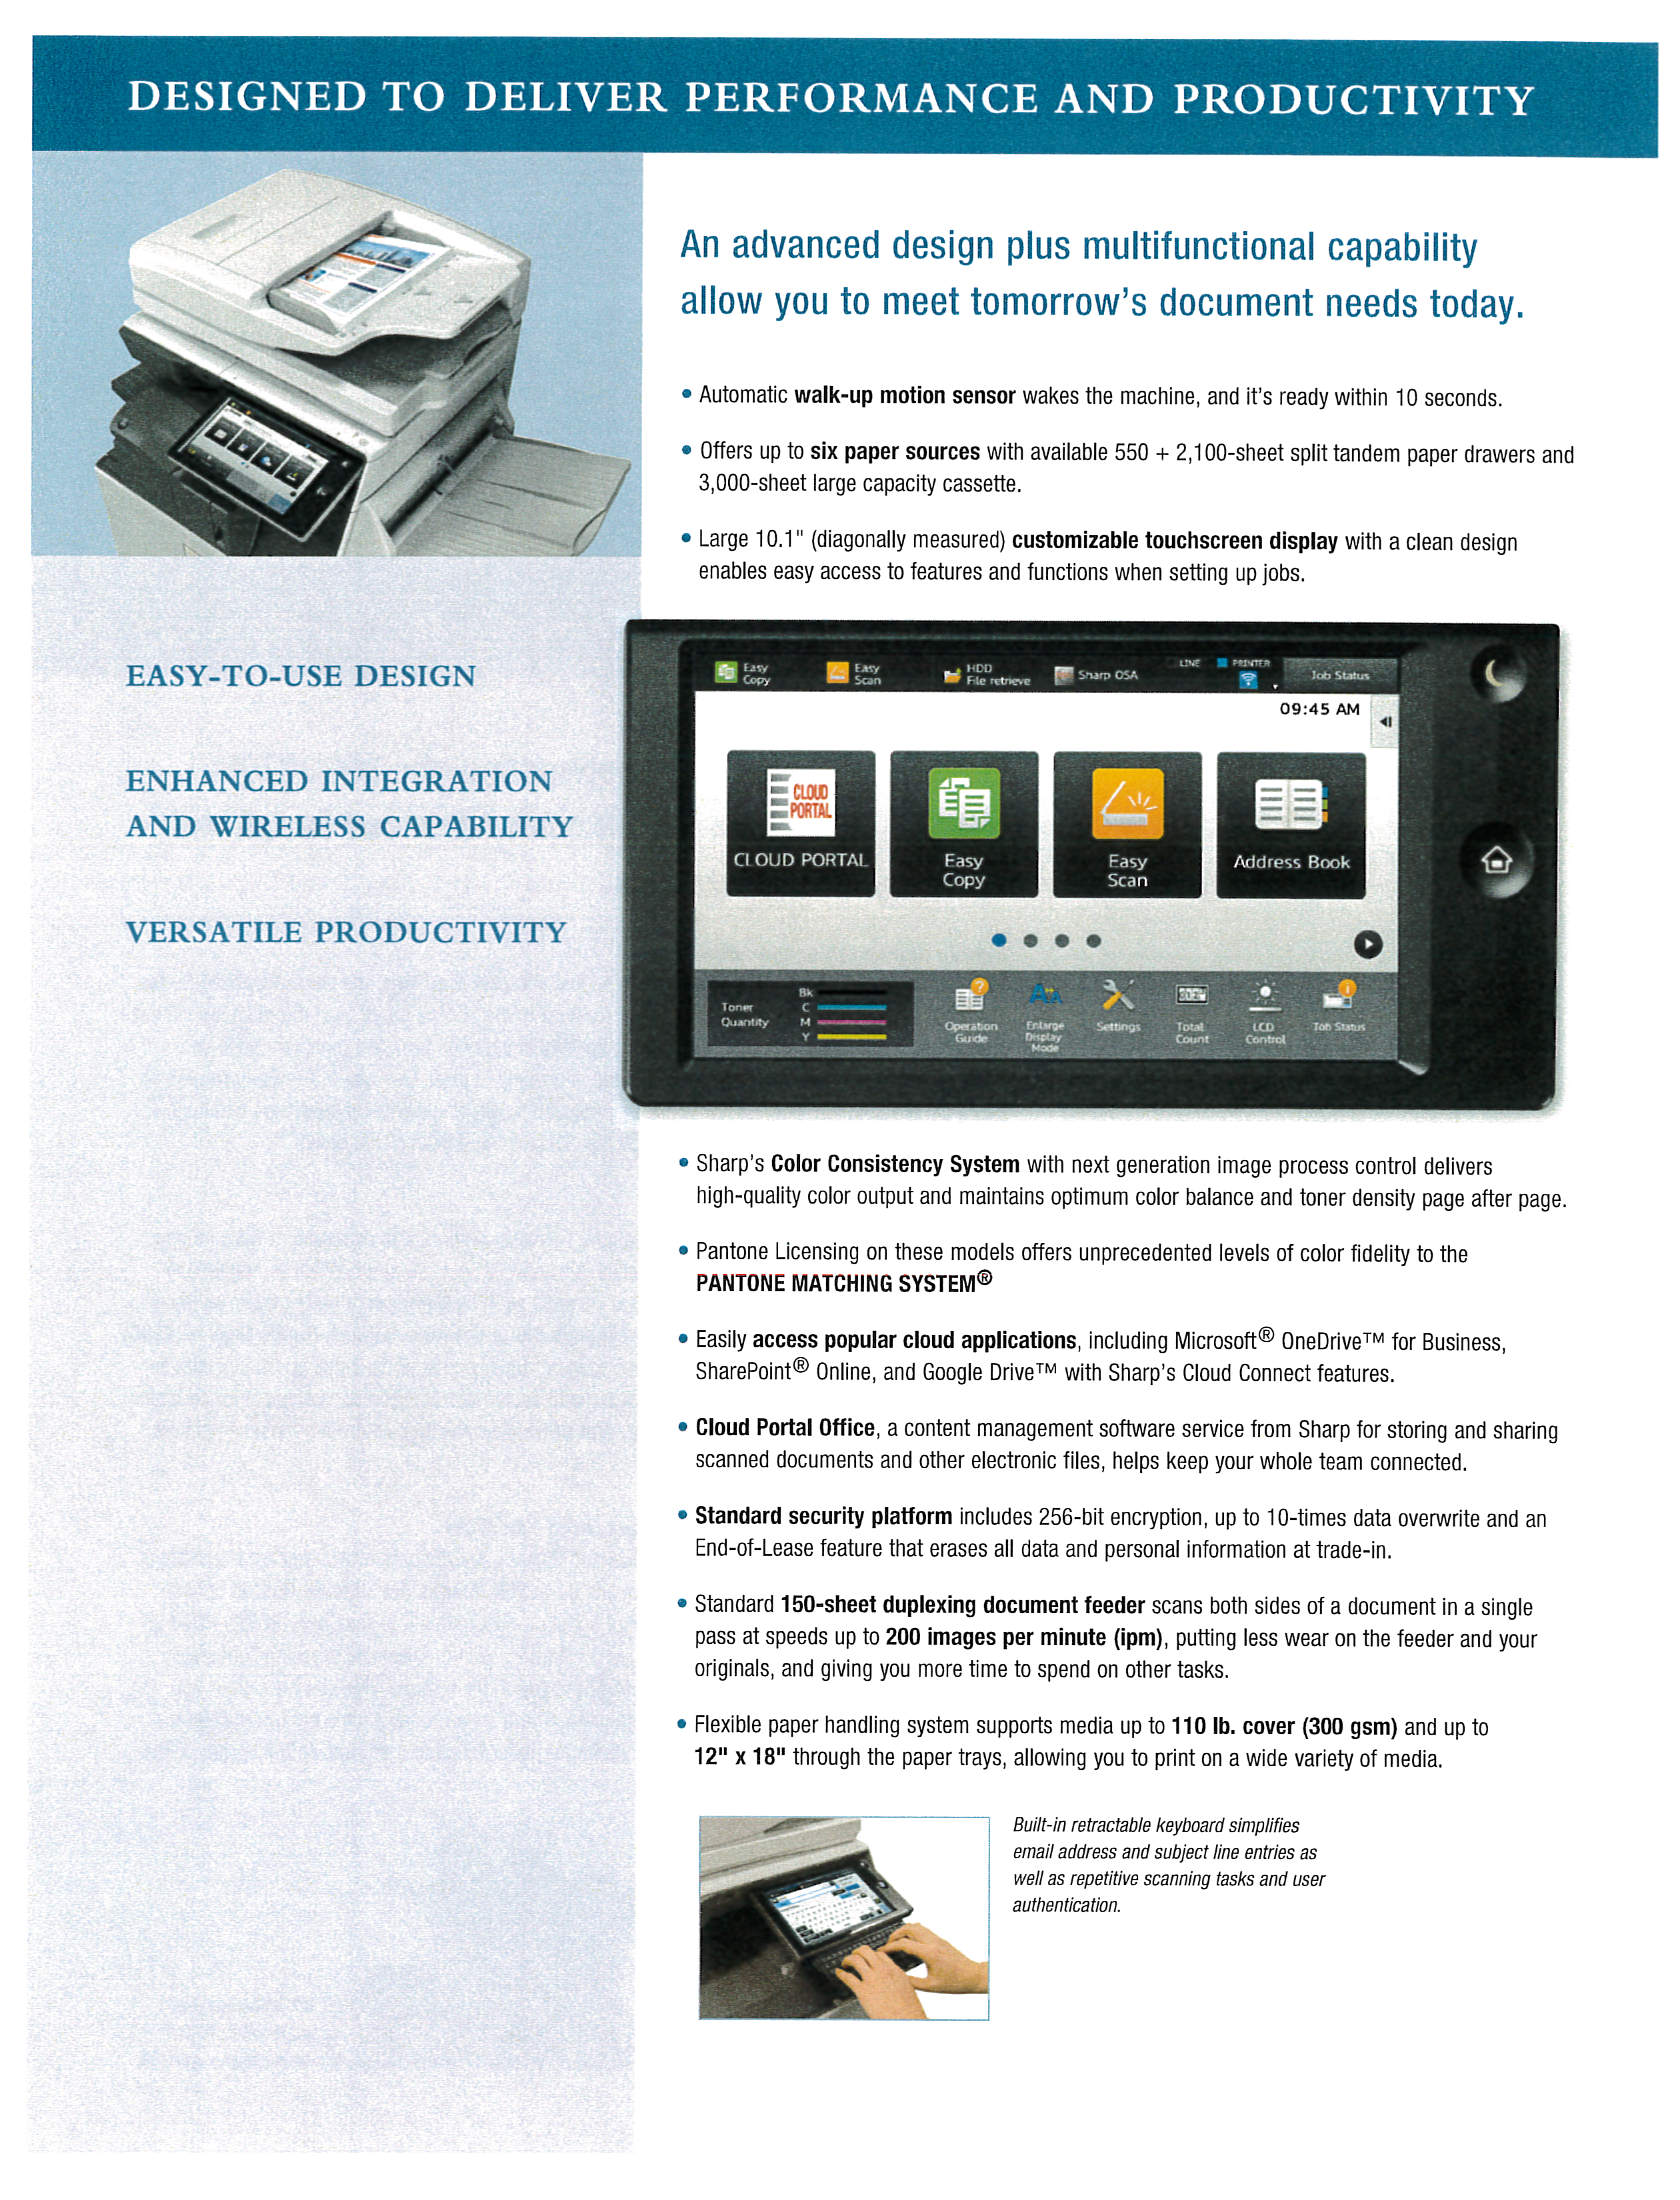 DESIGNED TO DELIVER PERFORMANCE AND PRODUCTIVITY
An advanced design plus multifunctional capability
allow you to meet tomorrow's document needs today.
• Automatic walk-up motion sensor wakes the machine, and it's ready within 10 seconds.
• Offers up to six paper sources with available 550 + 2,100-sheet split tandem paper drawers and
3,000-sheet large capacity cassette.
• Large 10.1" (diagonally measured) customizable touchscreen display with a clean design
enables easy access to features and functions when setting up jobs.
EASY-TO-USE DESIGN
ENHANCED INTEGRATION
AND WIRELESS CAPABILITY
VERSATILE PRODUCTIVITY
Easy
Copy
Easy
Scan
HDD
File retrieve
Sharp OSA
LINE
PRINTER
Job Status
09:45 AM
CLOUD
PORTAL
CLOUD PORTAL
Easy
Copy
Easy
Scan
Address Book
Toner
Quantity
Bk
C
M
Y
Operation
Guide
Enlarge
Display
Mode
Settings
Total
Count
LCD
Control
Job Status
• Sharp's Color Consistency System with next generation image process control delivers
high-quality color output and maintains optimum color balance and toner density page after page.
• Pantone Licensing on these models offers unprecedented levels of color fidelity to the
PANTONE MATCHING SYSTEM®
• Easily access popular cloud applications, including Microsoft® OneDrive™ for Business,
SharePoint® Online, and Google Drive™ with Sharp's Cloud Connect features.
• Cloud Portal Office, a content management software service from Sharp for storing and sharing
scanned documents and other electronic files, helps keep your whole team connected.
• Standard security platform includes 256-bit encryption, up to 10-times data overwrite and an
End-of-Lease feature that erases all data and personal information at trade-in.
• Standard 150-sheet duplexing document feeder scans both sides of a document in a single
pass at speeds up to 200 images per minute (ipm), putting less wear on the feeder and your
originals, and giving you more time to spend on other tasks.
• Flexible paper handling system supports media up to 110 lb. cover (300 gsm) and up to
12" x 18" through the paper trays, allowing you to print on a wide variety of media.
Built-in retractable keyboard simplifies
email address and subject line entries as
well as repetitive scanning tasks and user
authentication.